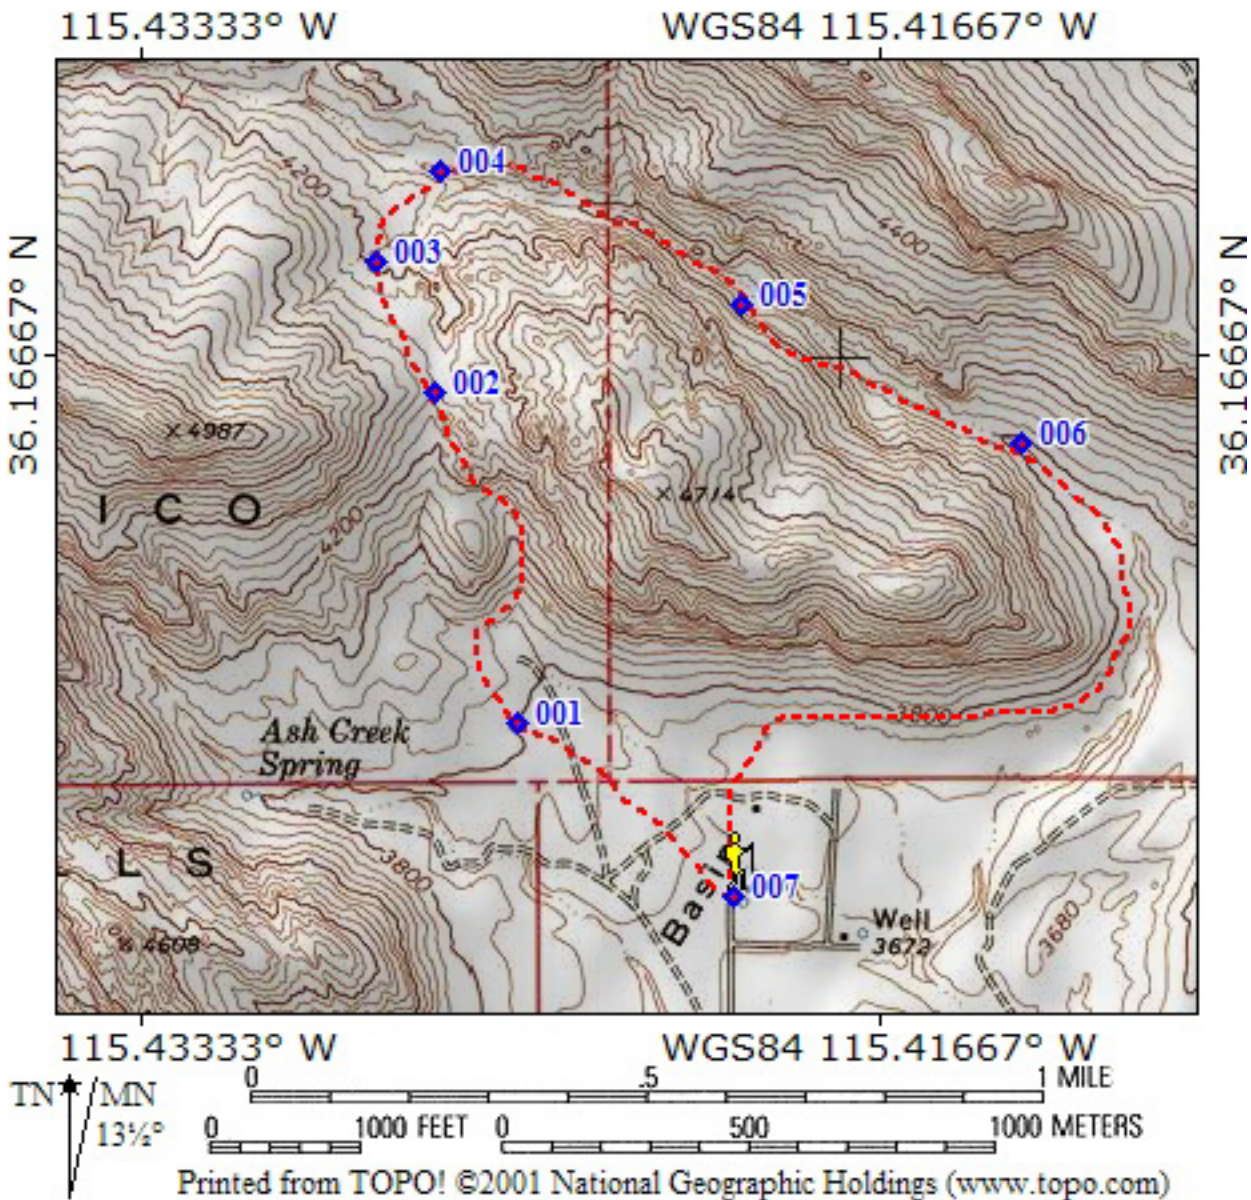 115.43333° W WGS84 115.41667° W
004
4200
003
4400
005
36.16667° N
36.16667° N
002
006
X 4987
X 4714
I C O
4200
001
3800
Ash Creek
Spring
L S
3800
007
Basin
Well
3672
3680
X 4608
115.43333° W WGS84 115.41667° W
TN MN
13½°
0 .5 1 MILE
0 1000 FEET 0 500 1000 METERS
Printed from TOPO! ©2001 National Geographic Holdings (www.topo.com)